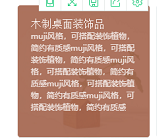 木制桌面装饰品
muji风格，可搭配装饰植物，
简约有质感muji风格，可搭
配装饰植物，简约有质感muji风
格，可搭配装饰植物，简约有
质感muji风格，可搭配装饰植
物，简约有质感muji风格，可
搭配装饰植物，简约有质感